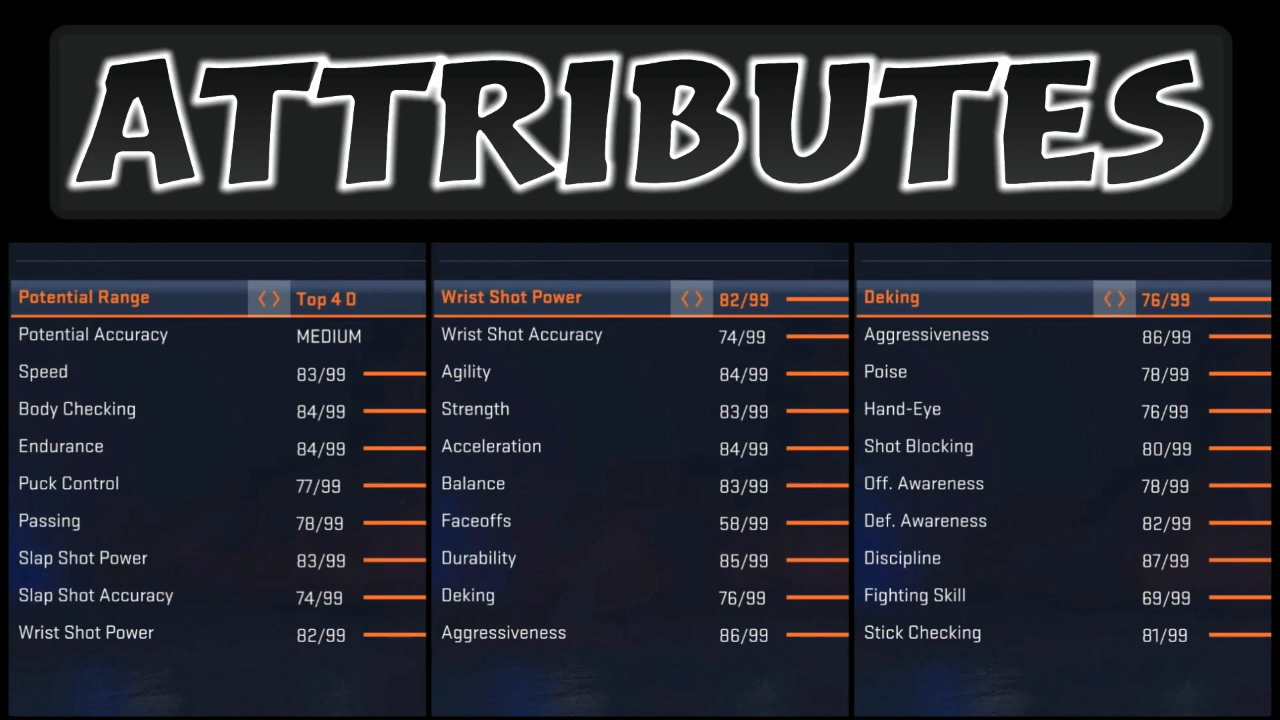 ATTRIBUTES
Potential Range <> Top 4 D
Potential Accuracy MEDIUM
Speed 83/99
Body Checking 84/99
Endurance 84/99
Puck Control 77/99
Passing 78/99
Slap Shot Power 83/99
Slap Shot Accuracy 74/99
Wrist Shot Power 82/99
Wrist Shot Power <> 82/99
Wrist Shot Accuracy 74/99
Agility 84/99
Strength 83/99
Acceleration 84/99
Balance 83/99
Faceoffs 58/99
Durability 85/99
Deking 76/99
Aggressiveness 86/99
Deking <> 76/99
Aggressiveness 86/99
Poise 78/99
Hand-Eye 76/99
Shot Blocking 80/99
Off. Awareness 78/99
Def. Awareness 82/99
Discipline 87/99
Fighting Skill 69/99
Stick Checking 81/99